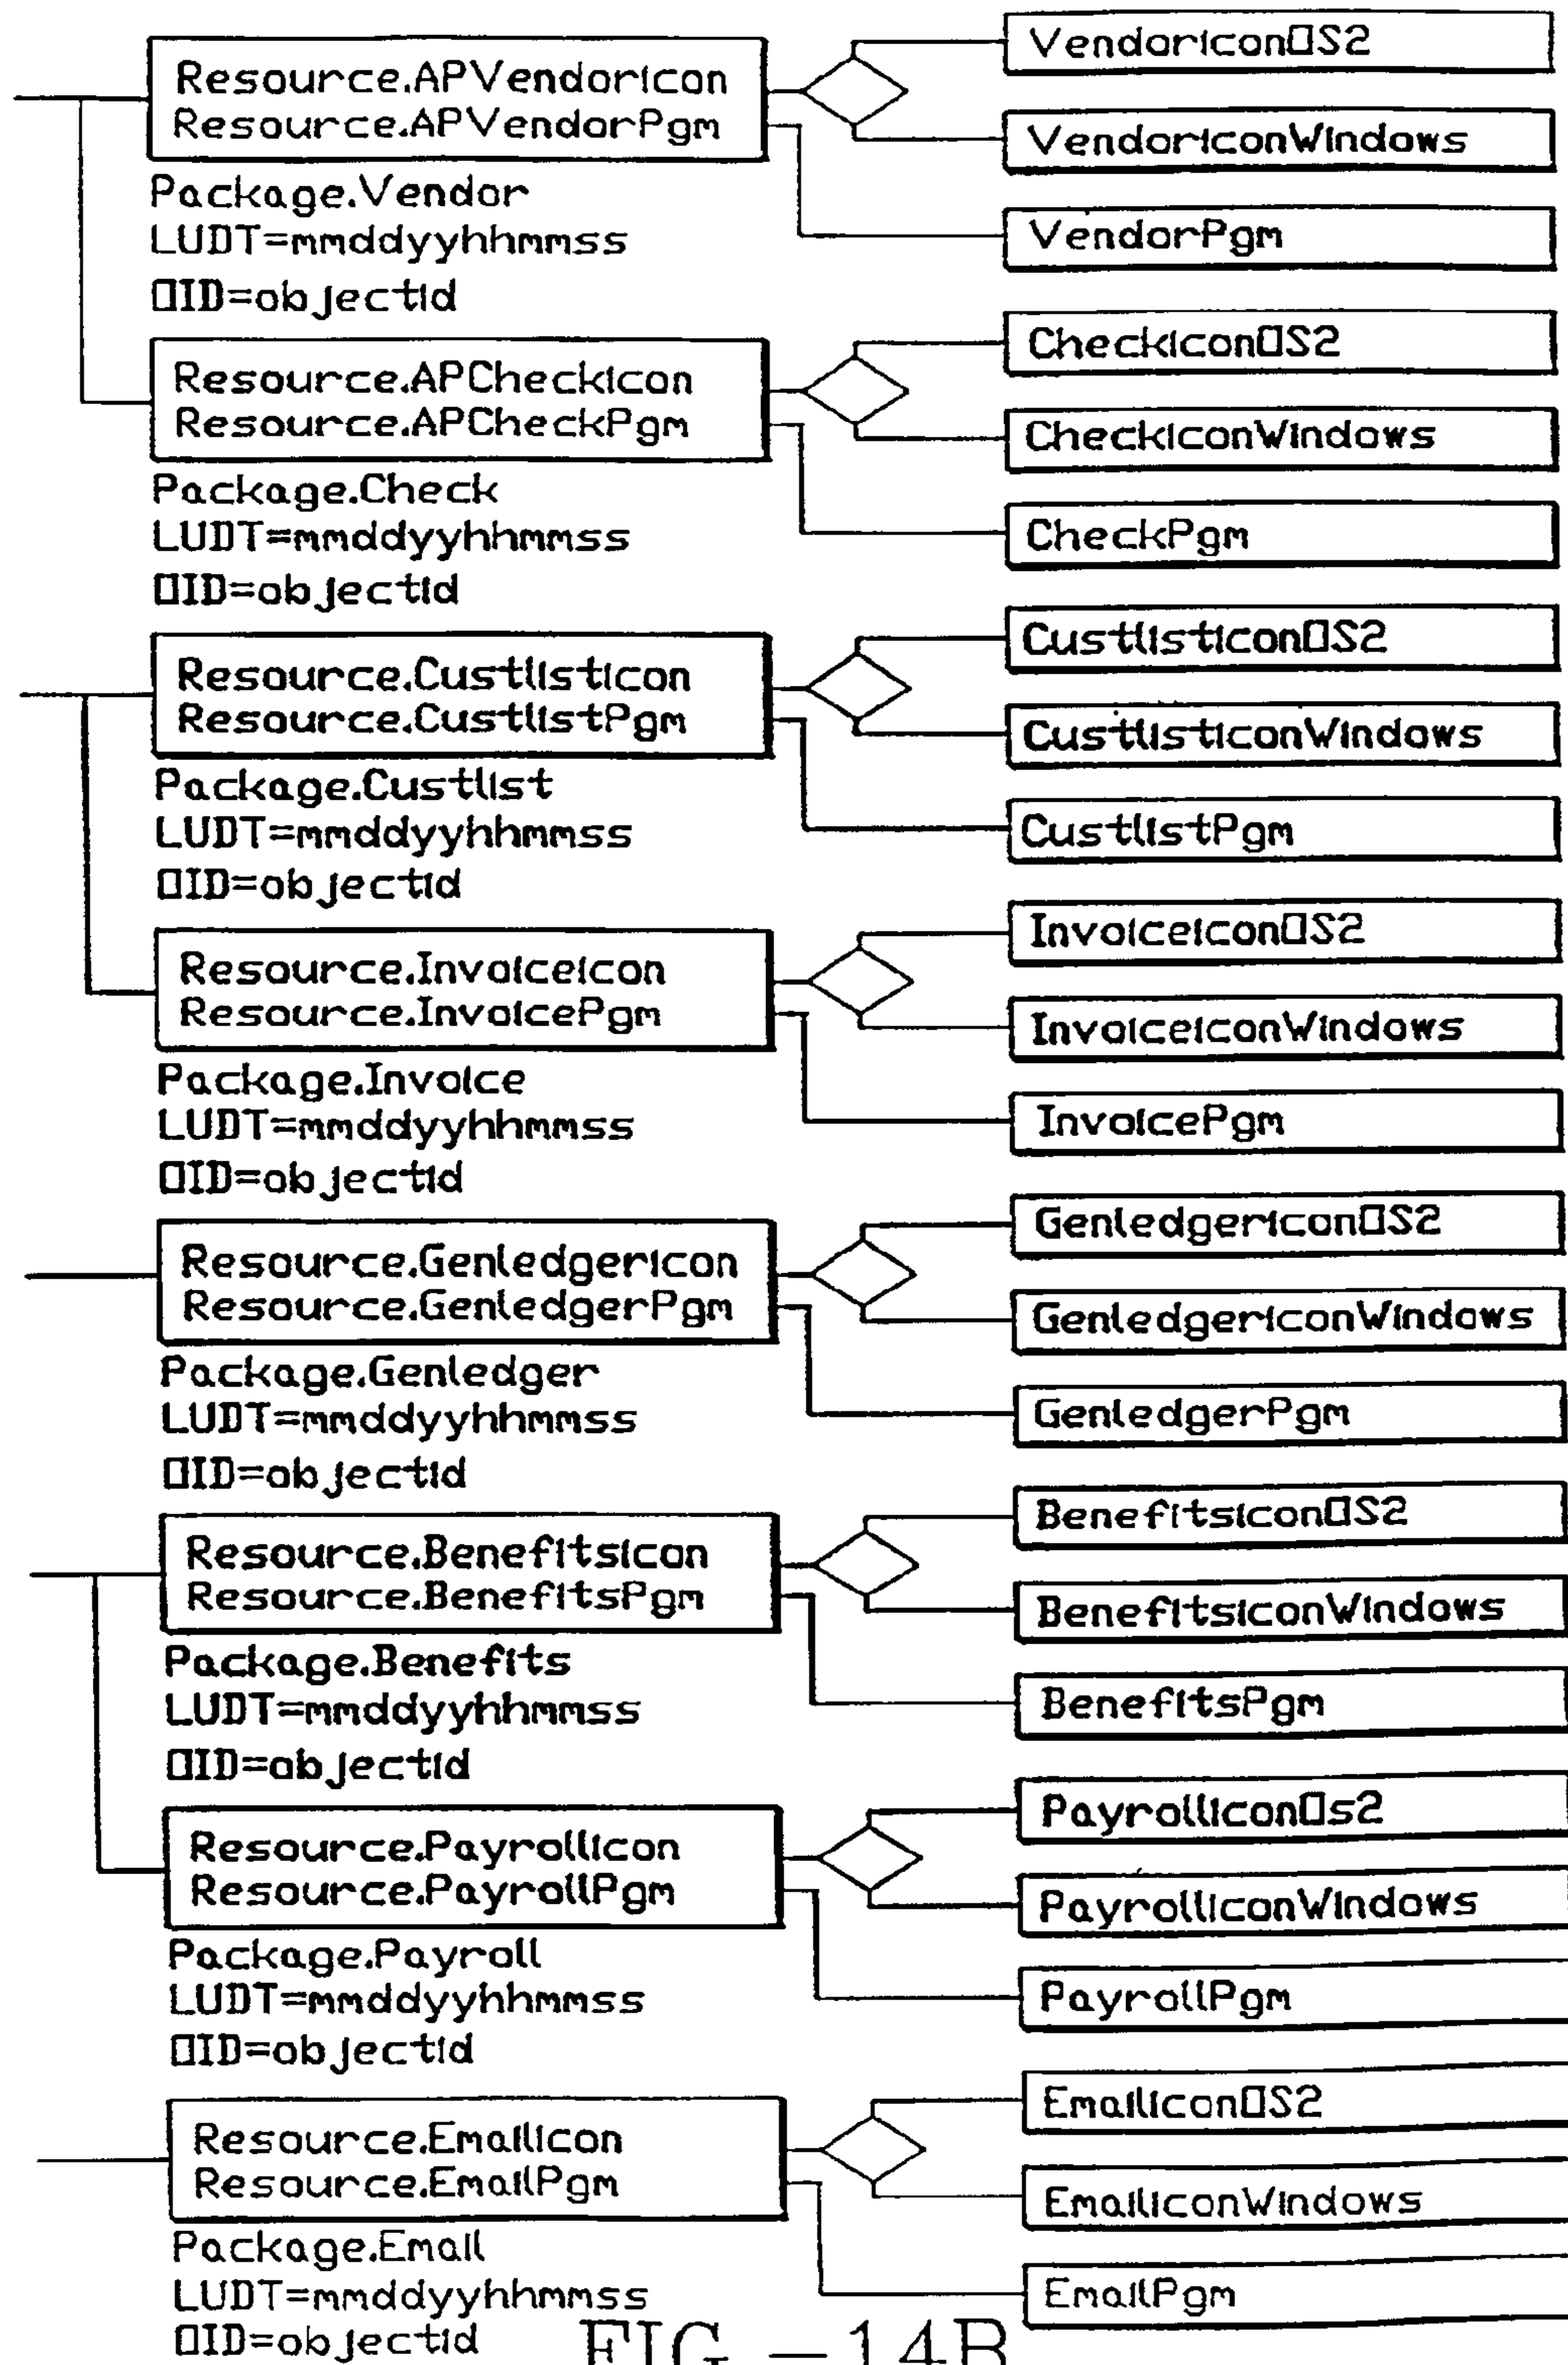 Resource.APVendorIcon
Resource.APVendorPgm
Package.Vendor
LUDT=mmddyyhhmmss
OID=objectId
VendorIconOS2
VendorIconWindows
VendorPgm
Resource.APCheckIcon
Resource.APCheckPgm
Package.Check
LUDT=mmddyyhhmmss
OID=objectId
CheckIconOS2
CheckIconWindows
CheckPgm
Resource.CustlistIcon
Resource.CustlistPgm
Package.Custlist
LUDT=mmddyyhhmmss
OID=objectId
CustlistIconOS2
CustlistIconWindows
CustlistPgm
Resource.InvoiceIcon
Resource.InvoicePgm
Package.Invoice
LUDT=mmddyyhhmmss
OID=objectId
InvoiceIconOS2
InvoiceIconWindows
InvoicePgm
Resource.GenledgerIcon
Resource.GenledgerPgm
Package.Genledger
LUDT=mmddyyhhmmss
OID=objectId
GenledgerIconOS2
GenledgerIconWindows
GenledgerPgm
Resource.BenefitsIcon
Resource.BenefitsPgm
Package.Benefits
LUDT=mmddyyhhmmss
OID=objectId
BenefitsIconOS2
BenefitsIconWindows
BenefitsPgm
Resource.PayrollIcon
Resource.PayrollPgm
Package.Payroll
LUDT=mmddyyhhmmss
OID=objectId
PayrollIconOs2
PayrollIconWindows
PayrollPgm
Resource.EmailIcon
Resource.EmailPgm
Package.Email
LUDT=mmddyyhhmmss
OID=objectId
EmailIconOS2
EmailIconWindows
EmailPgm
FIG.-14B